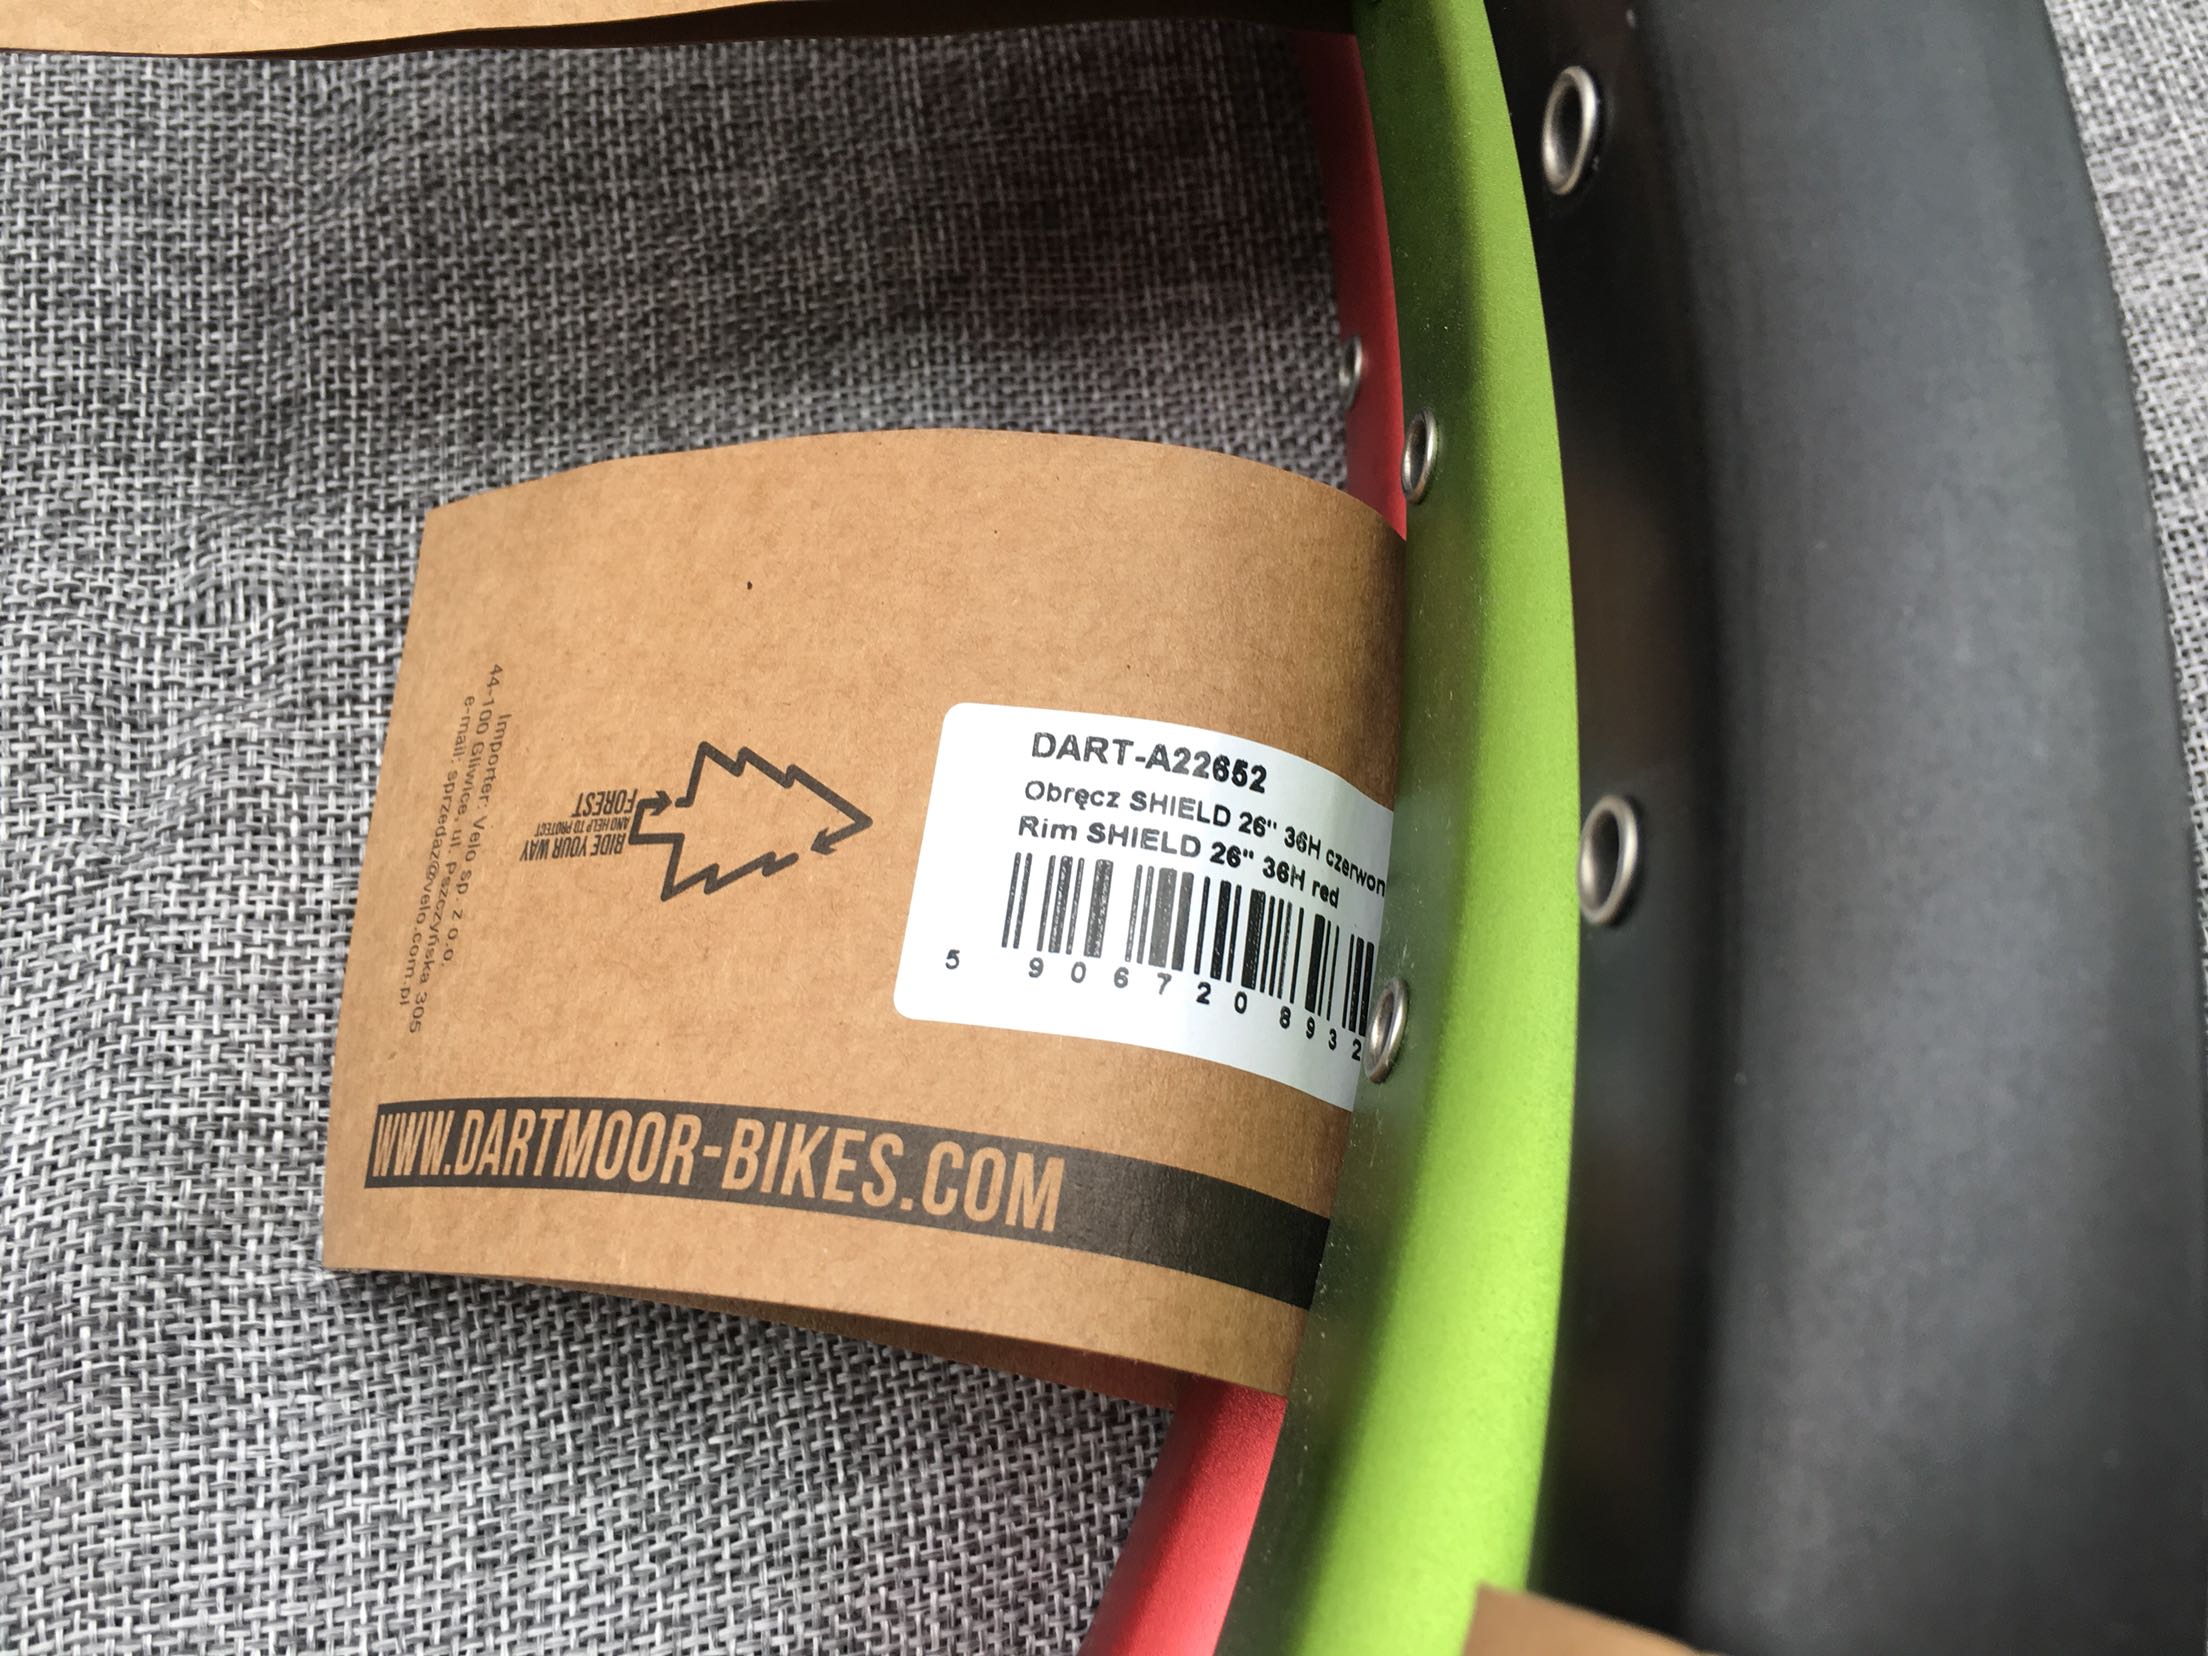 DART-A22652
Obręcz SHIELD 26" 36H czerwon
Rim SHIELD 26" 36H red
5 906720 8932
WWW.DARTMOOR-BIKES.COM
RIDE YOUR WAY
AND HELP TO PROTECT
FOREST
Importer: Velo sp. z o.o.
44-100 Gliwice, ul. Pszczyńska 305
e-mail: sprzedaz@velo.com.pl